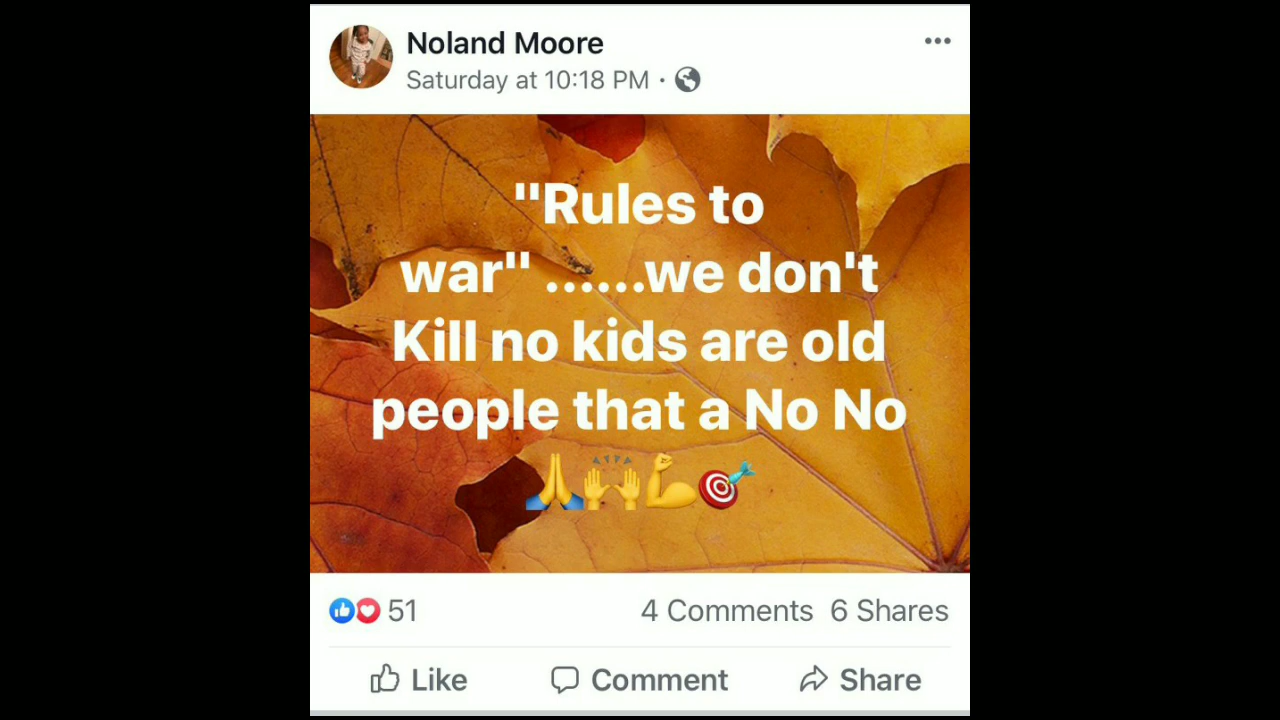 Noland Moore
Saturday at 10:18 PM ·
"Rules to
war" ......we don't
Kill no kids are old
people that a No No
🙏🙌💪🎯
51 4 Comments 6 Shares
Like Comment Share